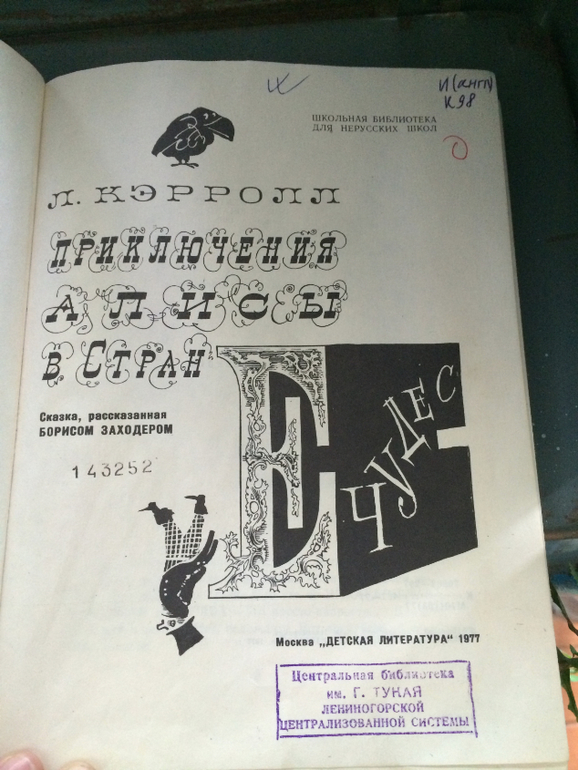 И(англ)
К98
ШКОЛЬНАЯ БИБЛИОТЕКА
ДЛЯ НЕРУССКИХ ШКОЛ
Л. КЭРРОЛЛ
ПРИКЛЮЧЕНИЯ
АЛИСЫ
В СТРАНЕ
ЧУДЕС
Сказка, рассказанная
БОРИСОМ ЗАХОДЕРОМ
143252
Москва „ДЕТСКАЯ ЛИТЕРАТУРА" 1977
Центральная библиотека
им. Г. ТУКАЯ
ЛЕНИНОГОРСКОЙ
ЦЕНТРАЛИЗОВАННОЙ СИСТЕМЫ